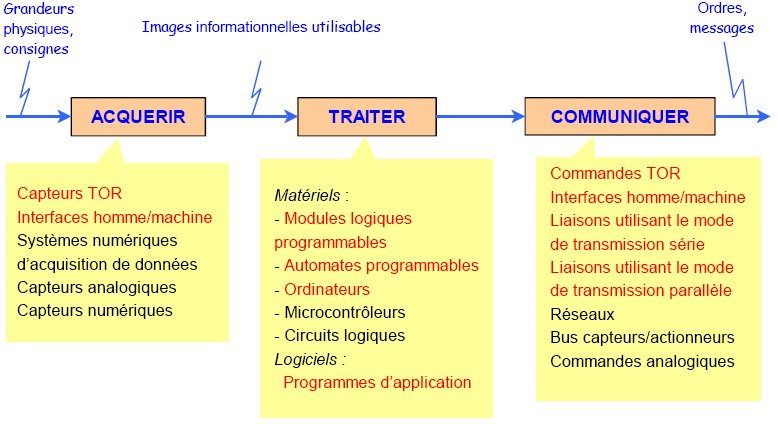 Grandeurs
physiques,
consignes
Images informationnelles utilisables
Ordres,
messages
ACQUERIR
TRAITER
COMMUNIQUER
Capteurs TOR
Interfaces homme/machine
Systèmes numériques
d'acquisition de données
Capteurs analogiques
Capteurs numériques
Matériels :
- Modules logiques
programmables
- Automates programmables
- Ordinateurs
- Microcontrôleurs
- Circuits logiques
Logiciels :
Programmes d'application
Commandes TOR
Interfaces homme/machine
Liaisons utilisant le mode
de transmission série
Liaisons utilisant le mode
de transmission parallèle
Réseaux
Bus capteurs/actionneurs
Commandes analogiques